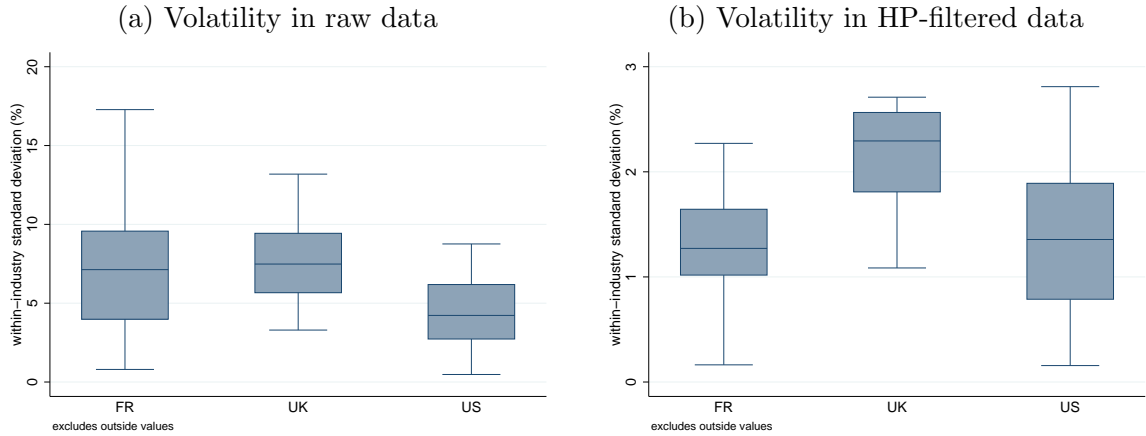 (a) Volatility in raw data
within−industry standard deviation (%)
20
15
10
5
0
FR UK US
excludes outside values
(b) Volatility in HP-filtered data
within−industry standard deviation (%)
3
2
1
0
FR UK US
excludes outside values